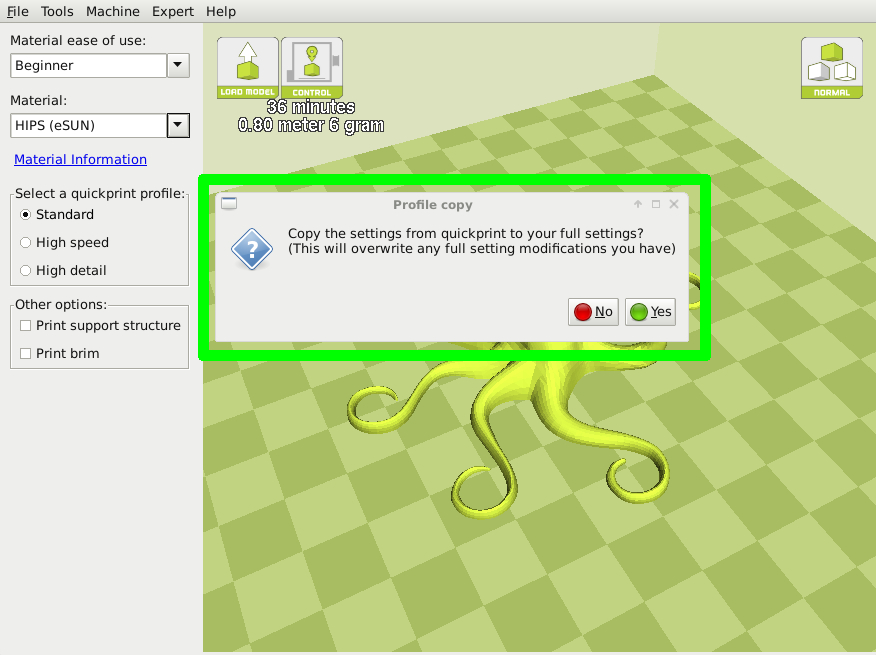 File Tools Machine Expert Help
Material ease of use:
Beginner
Material:
HIPS (eSUN)
Material Information
Select a quickprint profile:
Standard
High speed
High detail
Other options:
Print support structure
Print brim
LOAD MODEL
CONTROL
36 minutes
0.80 meter 6 gram
NORMAL
Profile copy
Copy the settings from quickprint to your full settings?
(This will overwrite any full setting modifications you have)
No
Yes